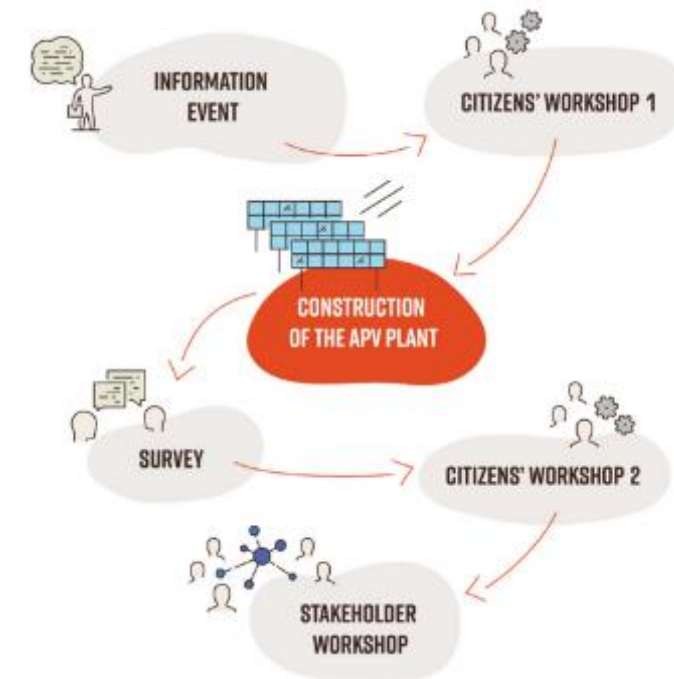 INFORMATION
EVENT
CITIZENS' WORKSHOP 1
CONSTRUCTION
OF THE APV PLANT
SURVEY
CITIZENS' WORKSHOP 2
STAKEHOLDER
WORKSHOP